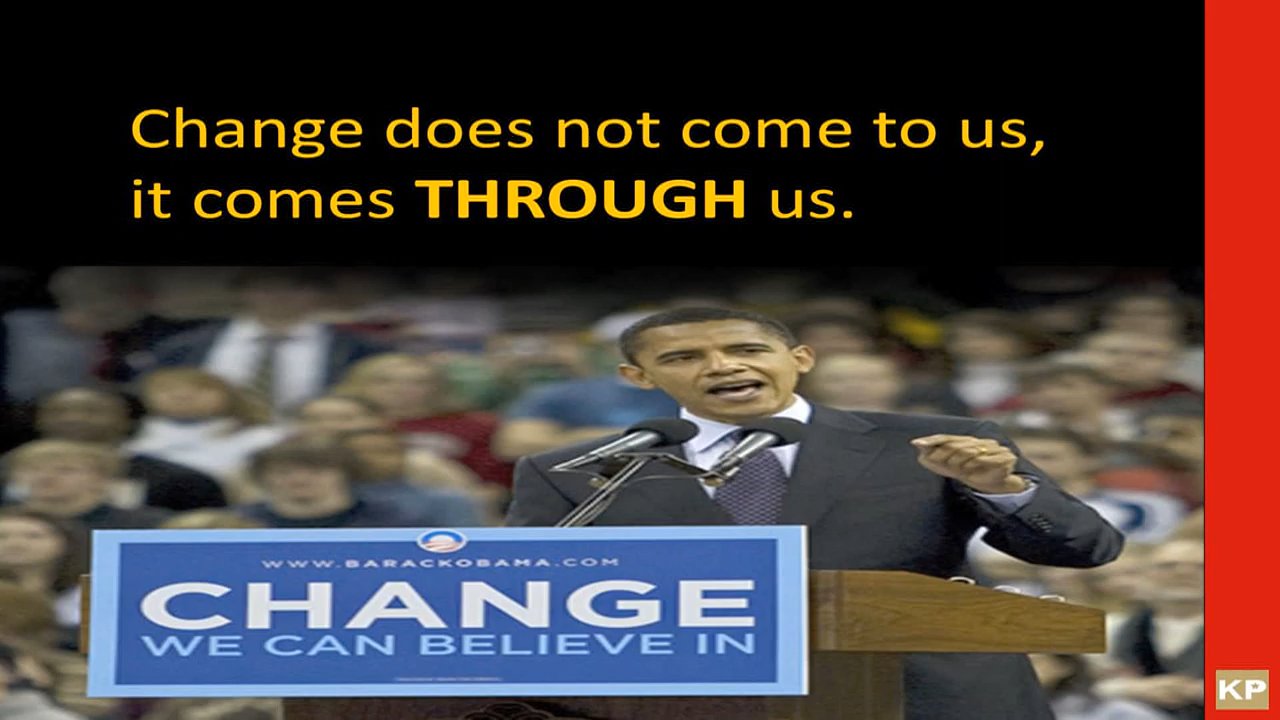 Change does not come to us,
it comes THROUGH us.
WWW.BARACKOBAMA.COM
CHANGE
WE CAN BELIEVE IN
KP